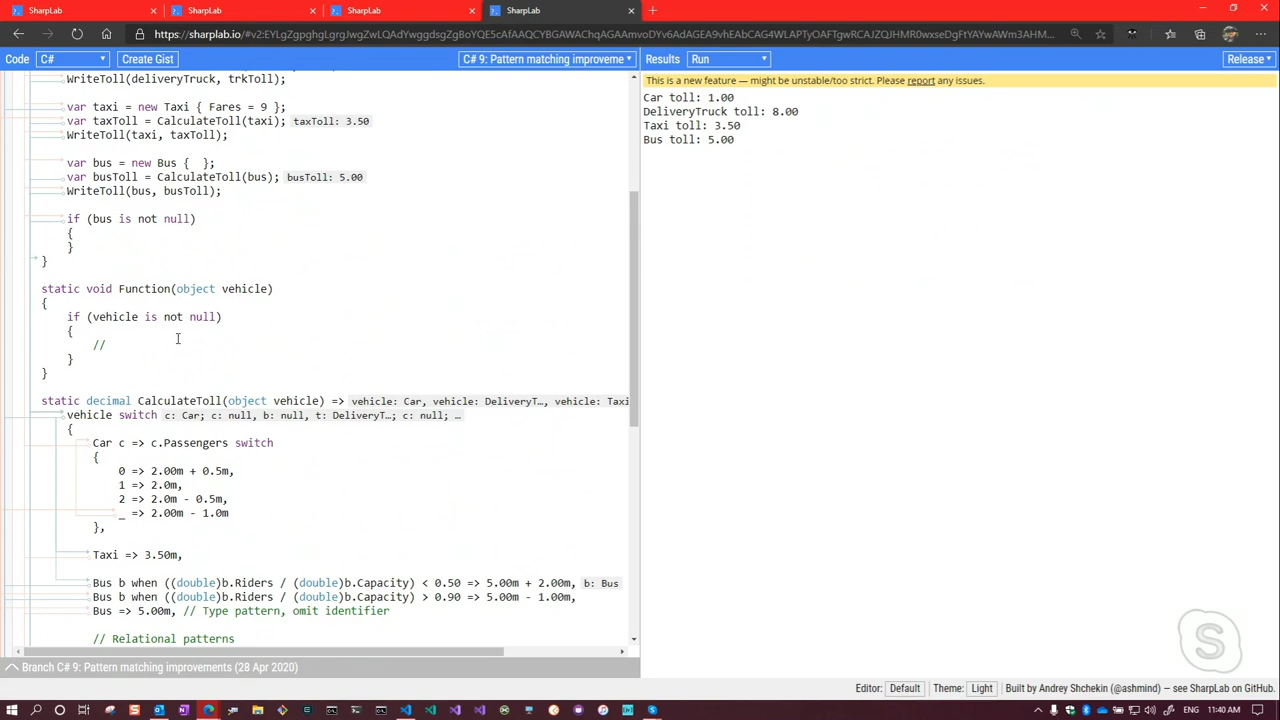 SharpLab
SharpLab
SharpLab
SharpLab
Code
C#
Create Gist
C# 9: Pattern matching improveme
Results
Run
Release
WriteToll(deliveryTruck, trkToll);
var taxi = new Taxi { Fares = 9 };
var taxToll = CalculateToll(taxi); taxToll: 3.50
WriteToll(taxi, taxToll);
var bus = new Bus {  };
var busToll = CalculateToll(bus); busToll: 5.00
WriteToll(bus, busToll);
if (bus is not null)
{
}
}
static void Function(object vehicle)
{
if (vehicle is not null)
{
//
}
}
static decimal CalculateToll(object vehicle) => vehicle: Car, vehicle: DeliveryT…, vehicle: Taxi
vehicle switch c: Car; c: null, b: null, t: DeliveryT…; c: null; …
{
Car c => c.Passengers switch
{
0 => 2.00m + 0.5m,
1 => 2.0m,
2 => 2.0m - 0.5m,
_ => 2.00m - 1.0m
},
Taxi => 3.50m,
Bus b when ((double)b.Riders / (double)b.Capacity) < 0.50 => 5.00m + 2.00m, b: Bus
Bus b when ((double)b.Riders / (double)b.Capacity) > 0.90 => 5.00m - 1.00m,
Bus => 5.00m, // Type pattern, omit identifier
// Relational patterns
Branch C# 9: Pattern matching improvements (28 Apr 2020)
This is a new feature — might be unstable/too strict. Please report any issues.
Car toll: 1.00
DeliveryTruck toll: 8.00
Taxi toll: 3.50
Bus toll: 5.00
Editor: Default Theme: Light Built by Andrey Shchekin (@ashmind) — see SharpLab on GitHub.
ENG 11:40 AM